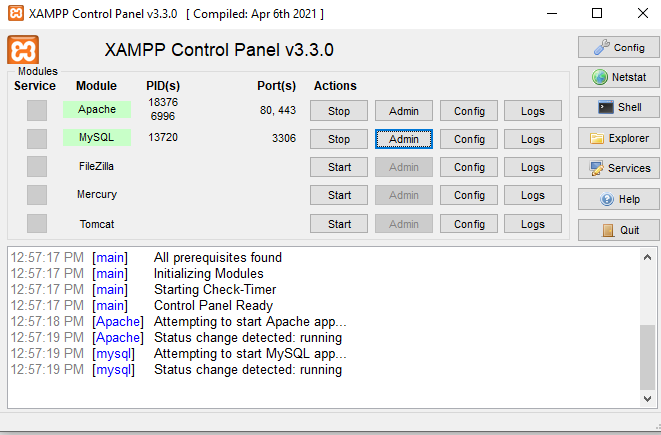 XAMPP Control Panel v3.3.0 [ Compiled: Apr 6th 2021 ]
XAMPP Control Panel v3.3.0
Config
Modules
Service Module PID(s) Port(s) Actions
Netstat
Apache 18376 6996 80, 443 Stop Admin Config Logs
Shell
MySQL 13720 3306 Stop Admin Config Logs
Explorer
FileZilla Start Admin Config Logs
Services
Mercury Start Admin Config Logs
Help
Tomcat Start Admin Config Logs
Quit
12:57:17 PM [main] All prerequisites found
12:57:17 PM [main] Initializing Modules
12:57:17 PM [main] Starting Check-Timer
12:57:17 PM [main] Control Panel Ready
12:57:18 PM [Apache] Attempting to start Apache app...
12:57:19 PM [Apache] Status change detected: running
12:57:19 PM [mysql] Attempting to start MySQL app...
12:57:19 PM [mysql] Status change detected: running